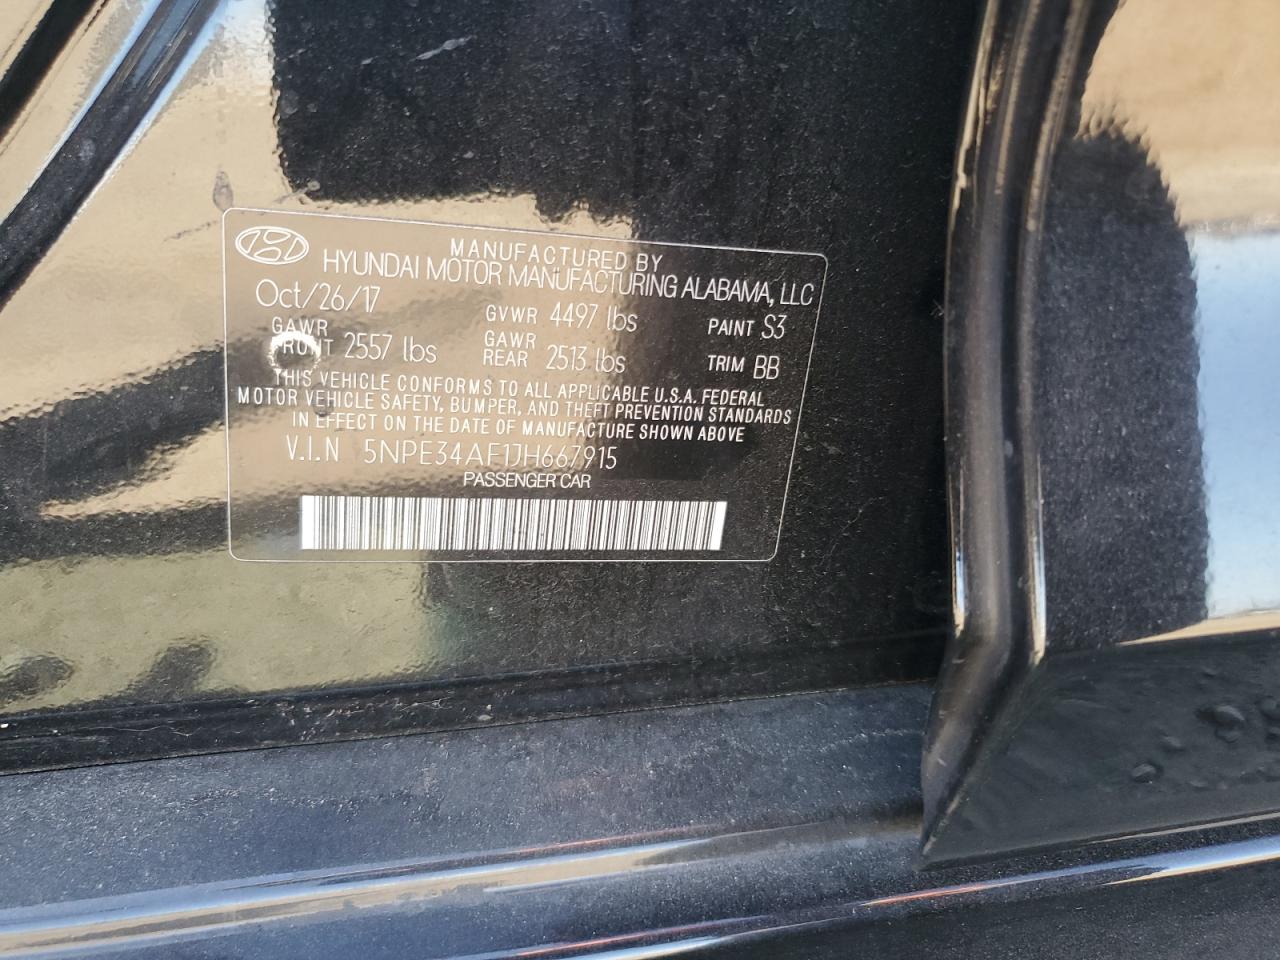 MANUFACTURED BY
HYUNDAI MOTOR MANUFACTURING ALABAMA, LLC
Oct/26/17 GVWR 4497 lbs PAINT S3
GAWR FRONT 2557 lbs GAWR REAR 2513 lbs TRIM BB
THIS VEHICLE CONFORMS TO ALL APPLICABLE U.S.A. FEDERAL
MOTOR VEHICLE SAFETY, BUMPER, AND THEFT PREVENTION STANDARDS
IN EFFECT ON THE DATE OF MANUFACTURE SHOWN ABOVE
V.I.N 5NPE34AF1JH667915
PASSENGER CAR